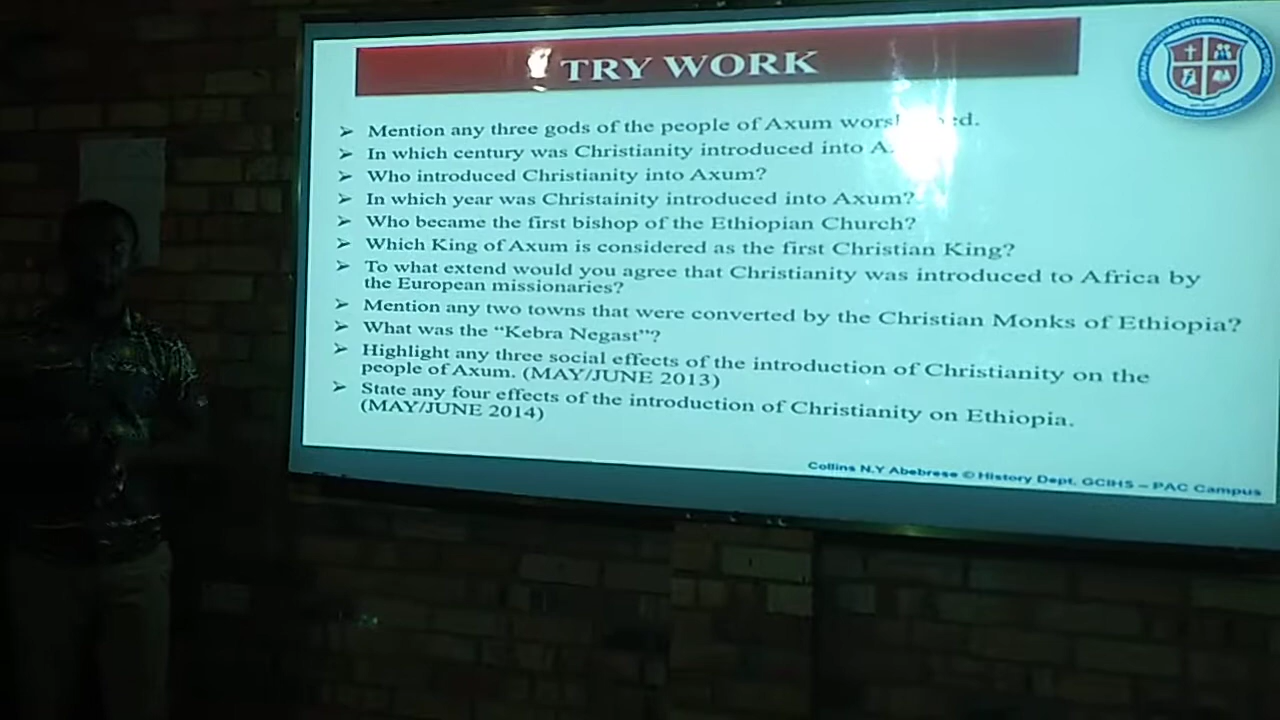 TRY WORK
➢ Mention any three gods of the people of Axum
➢ In which century was Christianity introduced into
➢ Who introduced Christianity into Axum?
➢ In which year was Christainity introduced into Axum?
➢ Who became the first bishop of the Ethiopian Church?
➢ Which King of Axum is considered as the first Christian King?
➢ To what extend would you agree that Christianity was introduced to Africa by
the European missionaries?
➢ Mention any two towns that were converted by the Christian Monks of Ethiopia?
➢ What was the “Kebra Negast”?
➢ Highlight any three social effects of the introduction of Christianity on the
people of Axum. (MAY/JUNE 2013)
➢ State any four effects of the introduction of Christianity on Ethiopia.
(MAY/JUNE 2014)
Collins N.Y Abebrese © History Dept, GCIHS – PAC Campus